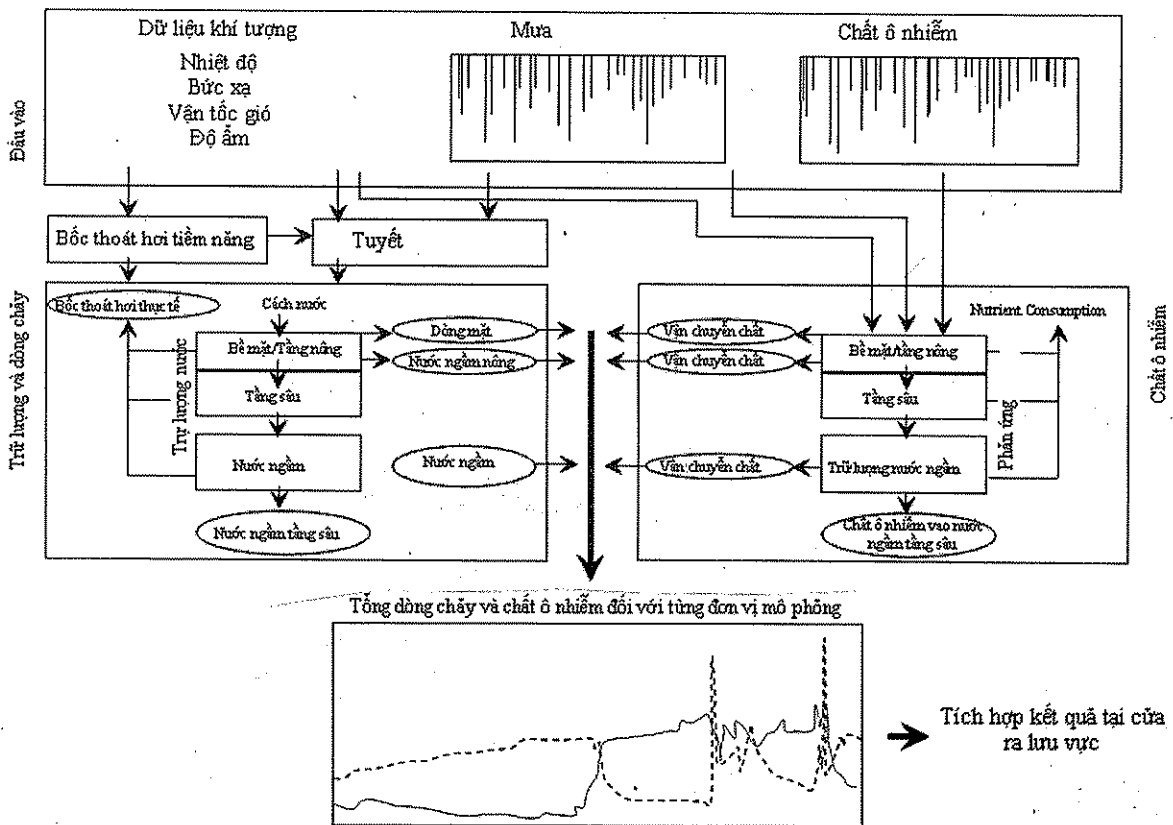 Dữ liệu khí tượng
Nhiệt độ
Bức xạ
Vận tốc gió
Độ ẩm
Mưa
Chất ô nhiễm
Đầu vào
Bốc thoát hơi tiềm năng
Tuyết
Trữ lượng và dòng chảy
Bốc thoát hơi thực tế
Cách nước
Trự lượng nước
Bề mặt/Tầng nông
Tầng sâu
Nước ngầm
Nước ngầm tầng sâu
Dòng mặt
Nước ngầm nông
Nước ngầm
Vận chuyển chất
Vận chuyển chất
Vận chuyển chất
Nutrient Consumption
Bề mặt/tầng nông
Tầng sâu
Trữ lượng nước ngầm
Phản ứng
Chất ô nhiễm vào nước
ngầm tầng sâu
Chất ô nhiễm
Tổng dòng chảy và chất ô nhiễm đối với từng đơn vị mô phỏng
Tích hợp kết quả tại cửa
ra lưu vực